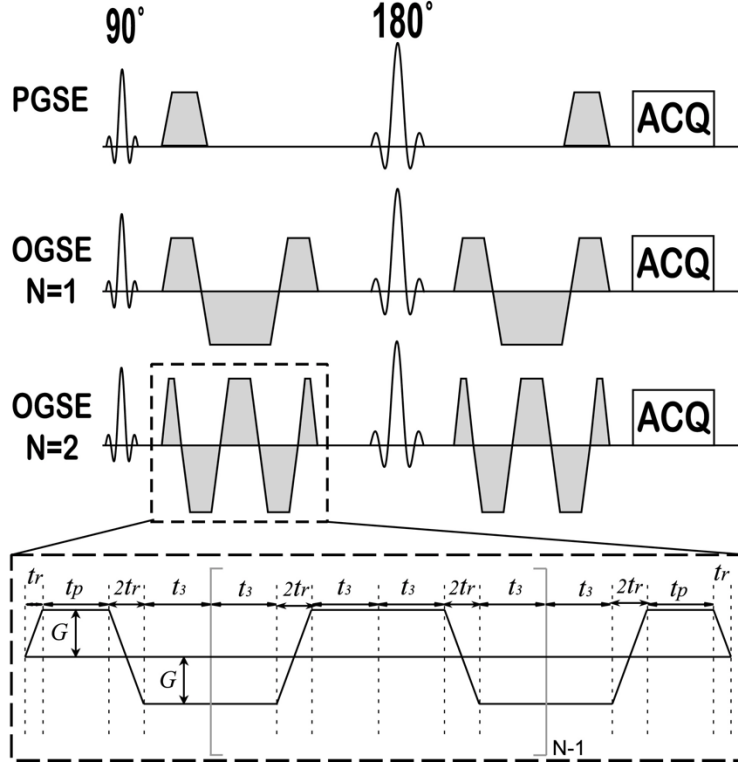 90° 180°
PGSE ACQ
OGSE
N=1 ACQ
OGSE
N=2 ACQ
tr tp 2tr t3 t3 2tr t3 t3 2tr t3 t3 2tr tp tr
G
G
N-1